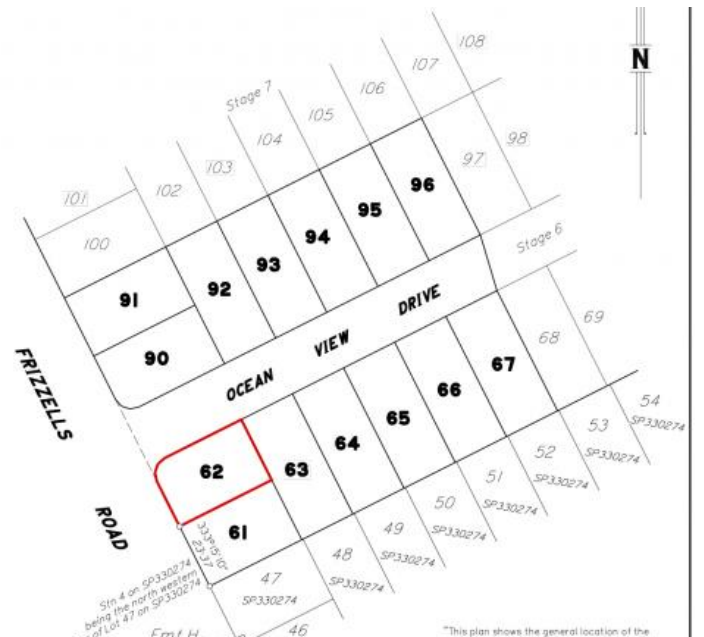 108
107
N
Stage 7
106
105
104
98
97
103
96
102
101
95
94
100
93
Stage 6
92
91
DRIVE
69
VIEW
68
90
67
OCEAN
FRIZZELLS
66
65
54
SP330274
64
53
SP330274
63
62
52
SP330274
51
SP330274
50
SP330274
ROAD
61
333°15'10"
23·37
49
SP330274
48
SP330274
Stn 4 on SP330274
being the north western
of Lot 47 on SP330274
47
SP330274
46
Emt H
"This plan shows the general location of the